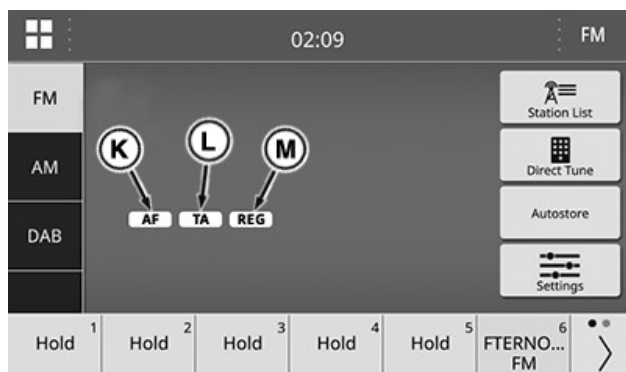 02:09
FM
FM
AM
DAB
K
L
M
AF
TA
REG
Station List
Direct Tune
Autostore
Settings
1
Hold
2
Hold
3
Hold
4
Hold
5
Hold
6
FTERNO...
FM